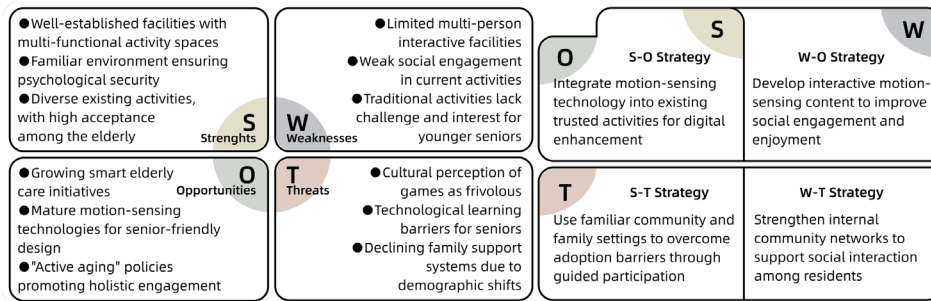 ●Well-established facilities with
multi-functional activity spaces
●Familiar environment ensuring
psychological security
●Diverse existing activities,
with high acceptance
among the elderly
S
Strenghts
●Limited multi-person
interactive facilities
●Weak social engagement
in current activities
●Traditional activities lack
challenge and interest for
younger seniors
W
Weaknesses
●Growing smart elderly
care initiatives
●Mature motion-sensing
technologies for senior-friendly
design
●"Active aging" policies
promoting holistic engagement
O
Opportunities
T
Threats
●Cultural perception of
games as frivolous
●Technological learning
barriers for seniors
●Declining family support
systems due to
demographic shifts
S
W
O
S-O Strategy
Integrate motion-sensing
technology into existing
trusted activities for digital
enhancement
W-O Strategy
Develop interactive motion-
sensing content to improve
social engagement and
enjoyment
T
S-T Strategy
Use familiar community and
family settings to overcome
adoption barriers through
guided participation
W-T Strategy
Strengthen internal
community networks to
support social interaction
among residents